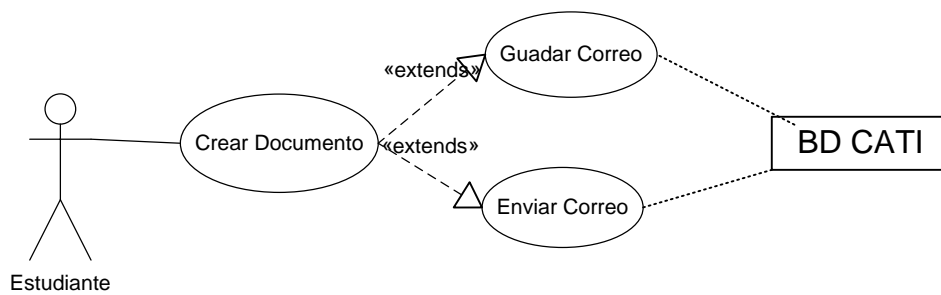 Guadar Correo
«extends»
Crear Documento
«extends»
BD CATI
Enviar Correo
Estudiante